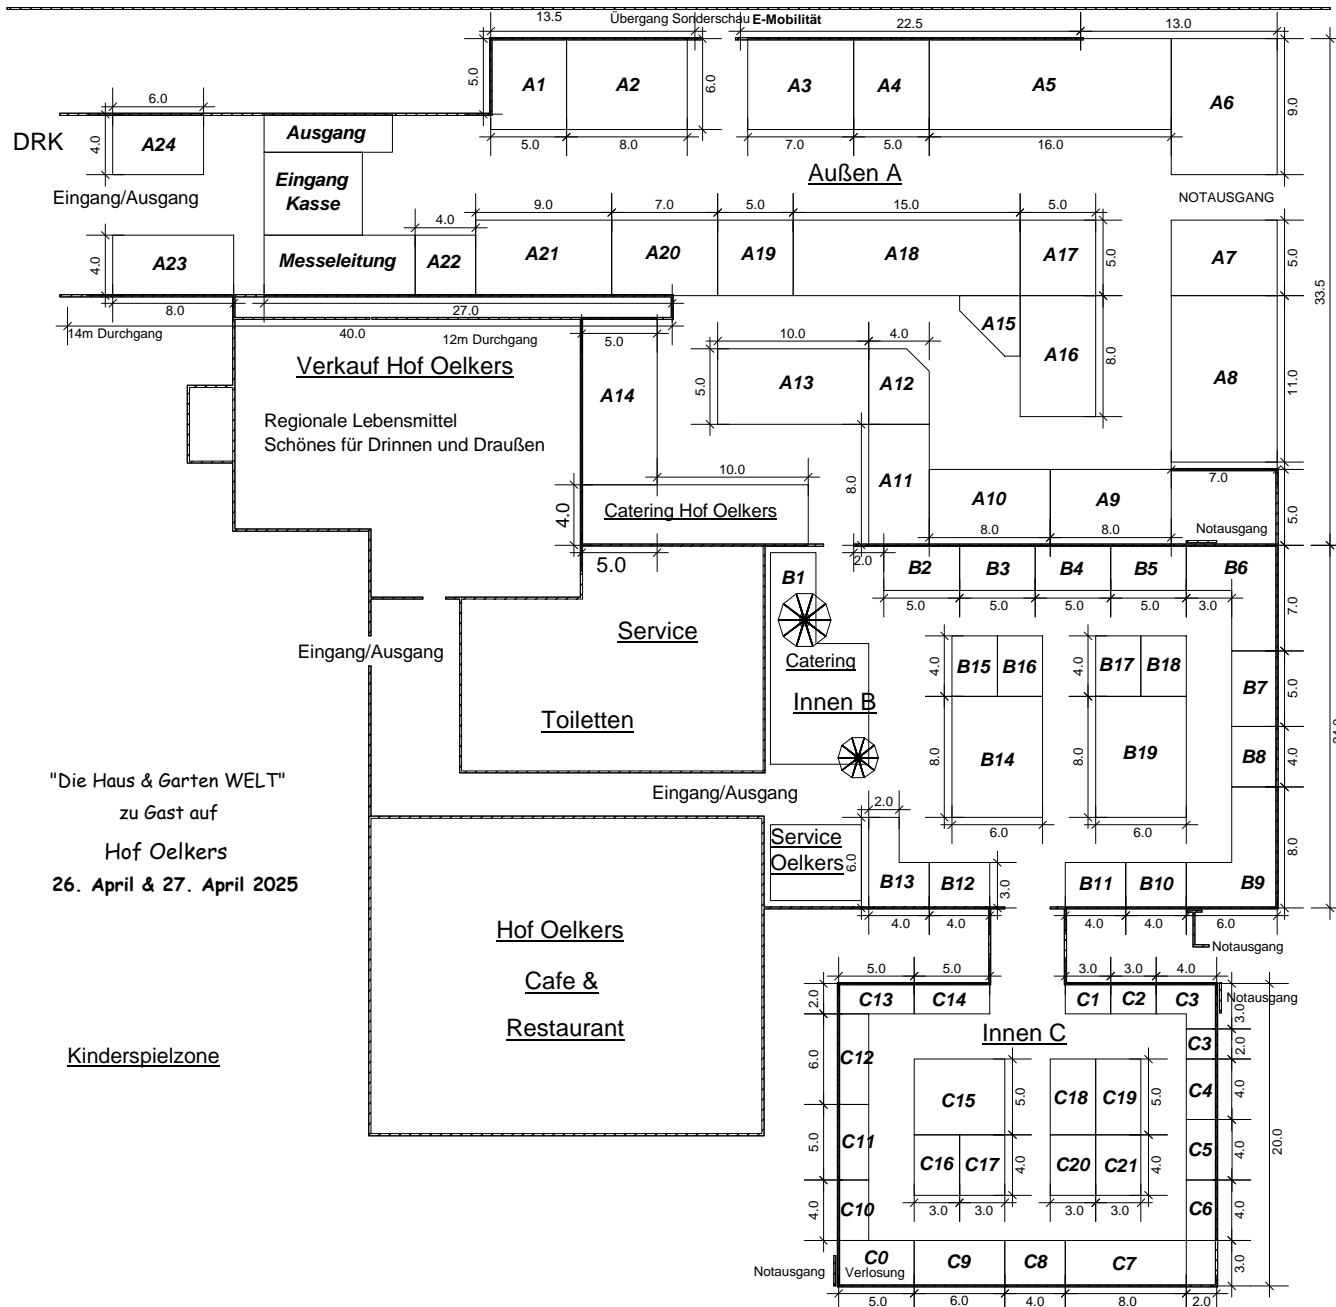 13.5
Übergang Sonderschau E-Mobilität
22.5
13.0
5.0
A1
A2
6.0
A3
A4
A5
A6
9.0
6.0
DRK
4.0
A24
Ausgang
5.0
8.0
7.0
5.0
16.0
Eingang
Kasse
Außen A
Eingang/Ausgang
NOTAUSGANG
4.0
9.0
7.0
5.0
15.0
5.0
4.0
A23
Messeleitung
A22
A21
A20
A19
A18
A17
5.0
A7
5.0
33.5
8.0
27.0
14m Durchgang
40.0
12m Durchgang
5.0
10.0
4.0
A15
8.0
Verkauf Hof Oelkers
A14
5.0
A13
A12
A16
A8
11.0
Regionale Lebensmittel
Schönes für Drinnen und Draußen
10.0
8.0
A11
A10
A9
7.0
4.0
Catering Hof Oelkers
8.0
8.0
Notausgang
5.0
5.0
2.0
B1
B2
B3
B4
B5
B6
5.0
5.0
5.0
5.0
3.0
7.0
Service
Eingang/Ausgang
Catering
4.0
B15
B16
4.0
B17
B18
B7
5.0
Innen B
Toiletten
8.0
B14
8.0
B19
B8
4.0
"Die Haus & Garten WELT"
zu Gast auf
Hof Oelkers
26. April & 27. April 2025
Eingang/Ausgang
2.0
6.0
6.0
Service
Oelkers
6.0
B13
B12
3.0
B11
B10
B9
8.0
4.0
4.0
4.0
4.0
6.0
Hof Oelkers
Cafe &
Restaurant
Notausgang
5.0
5.0
3.0
3.0
4.0
2.0
C13
C14
C1
C2
C3
Notausgang
3.0
Innen C
Kinderspielzone
6.0
C12
C3
2.0
C15
5.0
C18
C19
5.0
C4
4.0
5.0
C11
C16
C17
4.0
C20
C21
4.0
C5
4.0
20.0
3.0
3.0
3.0
3.0
4.0
C10
C6
4.0
C0
C9
C8
C7
3.0
Notausgang
Verlosung
5.0
6.0
4.0
8.0
2.0